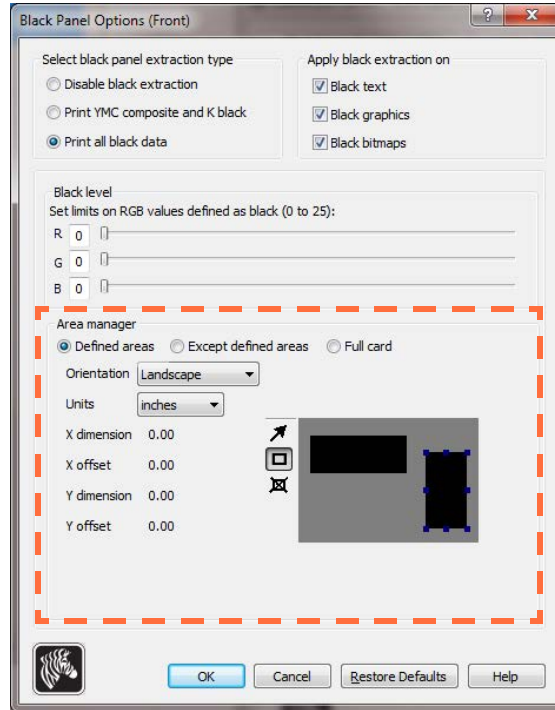 Black Panel Options (Front)
Select black panel extraction type
Disable black extraction
Print YMC composite and K black
Print all black data
Apply black extraction on
Black text
Black graphics
Black bitmaps
Black level
Set limits on RGB values defined as black (0 to 25):
R 0
G 0
B 0
Area manager
Defined areas Except defined areas Full card
Orientation Landscape
Units inches
X dimension 0.00
X offset 0.00
Y dimension 0.00
Y offset 0.00
OK Cancel Restore Defaults Help